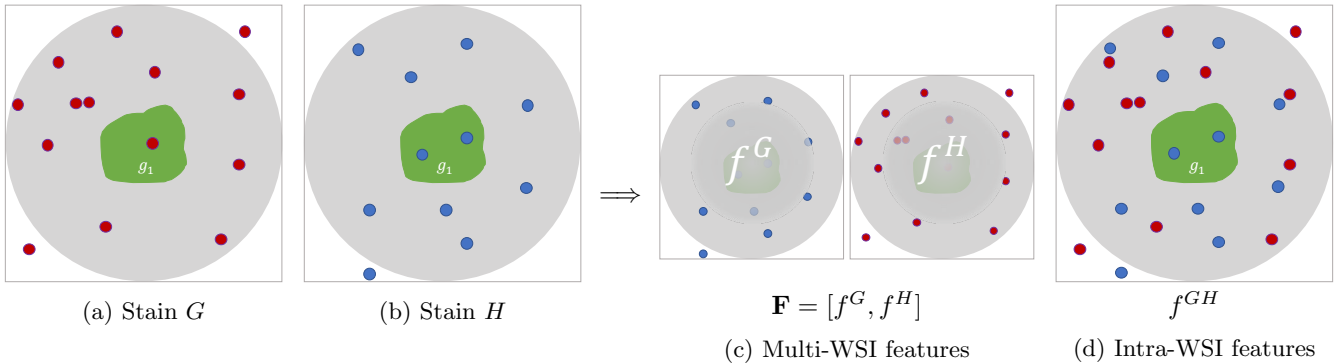 g₁
(a) Stain G
g₁
(b) Stain H
⟹
f^G
f^H
F = [f^G, f^H]
(c) Multi-WSI features
g₁
f^{GH}
(d) Intra-WSI features